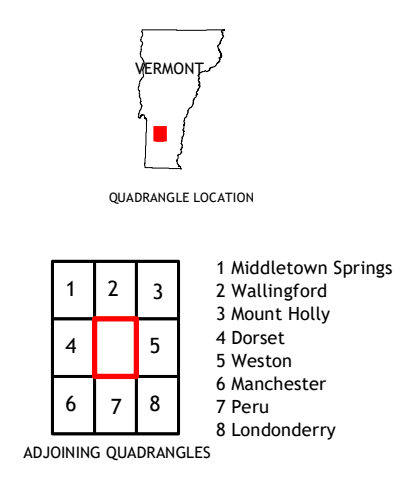 VERMONT
QUADRANGLE LOCATION
1 2 3
4 5
6 7 8
1 Middletown Springs
2 Wallingford
3 Mount Holly
4 Dorset
5 Weston
6 Manchester
7 Peru
8 Londonderry
ADJOINING QUADRANGLES